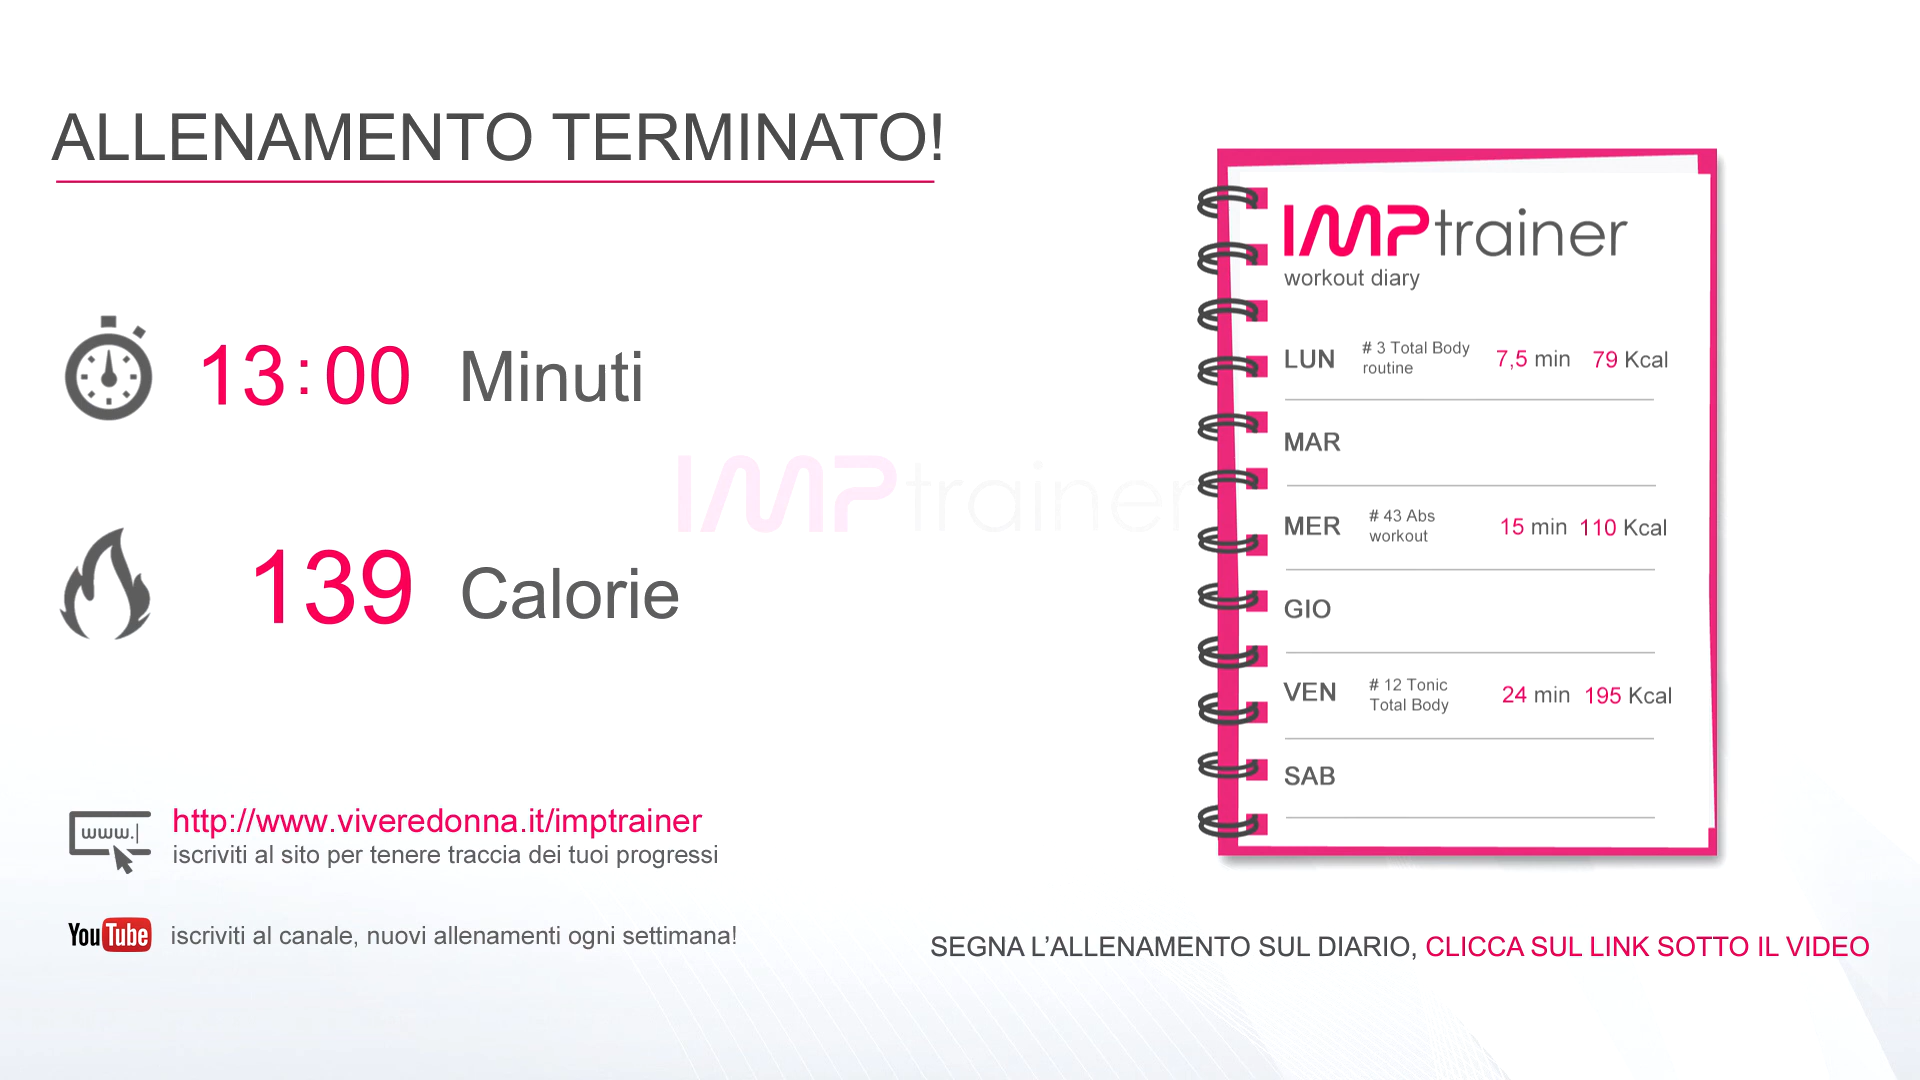 ALLENAMENTO TERMINATO!
13:00 Minuti
139 Calorie
http://www.viveredonna.it/imptrainer
iscriviti al sito per tenere traccia dei tuoi progressi
www.
YouTube
iscriviti al canale, nuovi allenamenti ogni settimana!
IMPtrainer
IMPtrainer
workout diary
LUN # 3 Total Body routine 7,5 min 79 Kcal
MAR
MER # 43 Abs workout 15 min 110 Kcal
GIO
VEN # 12 Tonic Total Body 24 min 195 Kcal
SAB
SEGNA L’ALLENAMENTO SUL DIARIO, CLICCA SUL LINK SOTTO IL VIDEO